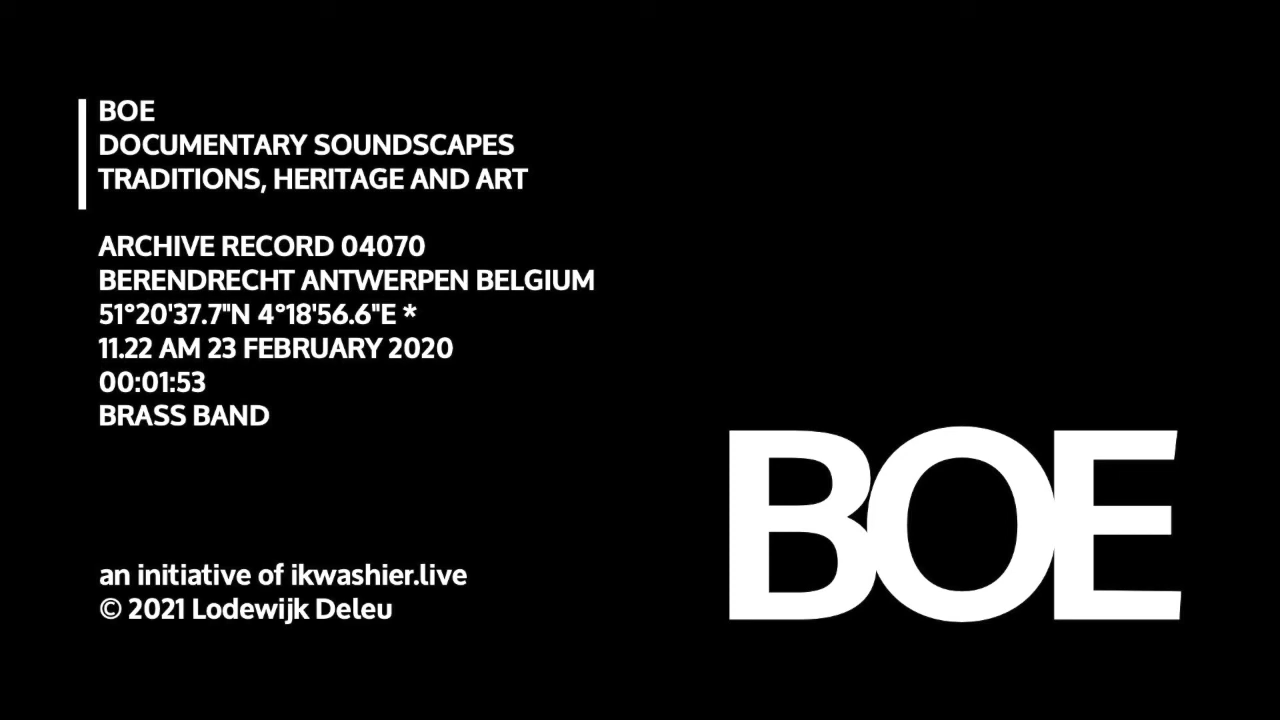 BOE
DOCUMENTARY SOUNDSCAPES
TRADITIONS, HERITAGE AND ART
ARCHIVE RECORD 04070
BERENDRECHT ANTWERPEN BELGIUM
51°20'37.7"N 4°18'56.6"E *
11.22 AM 23 FEBRUARY 2020
00:01:53
BRASS BAND
an initiative of ikwashier.live
© 2021 Lodewijk Deleu
BOE